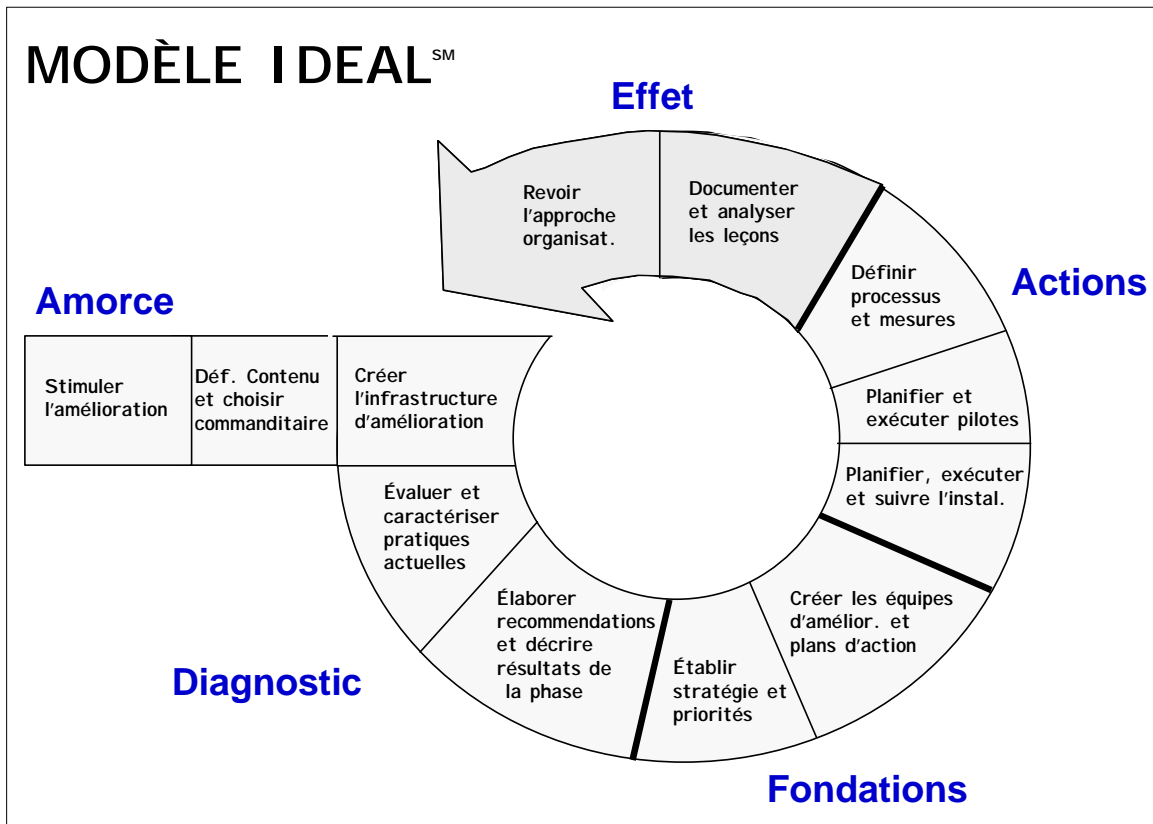 MODÈLE IDEAL℠
Effet
Revoir
l'approche
organisat.
Documenter
et analyser
les leçons
Actions
Définir
processus
et mesures
Amorce
Stimuler
l'amélioration
Déf. Contenu
et choisir
commanditaire
Créer
l'infrastructure
d'amélioration
Planifier et
exécuter pilotes
Planifier, exécuter
et suivre l'instal.
Évaluer et
caractériser
pratiques
actuelles
Élaborer
recommendations
et décrire
résultats de
la phase
Créer les équipes
d'amélior. et
plans d'action
Établir
stratégie et
priorités
Diagnostic
Fondations